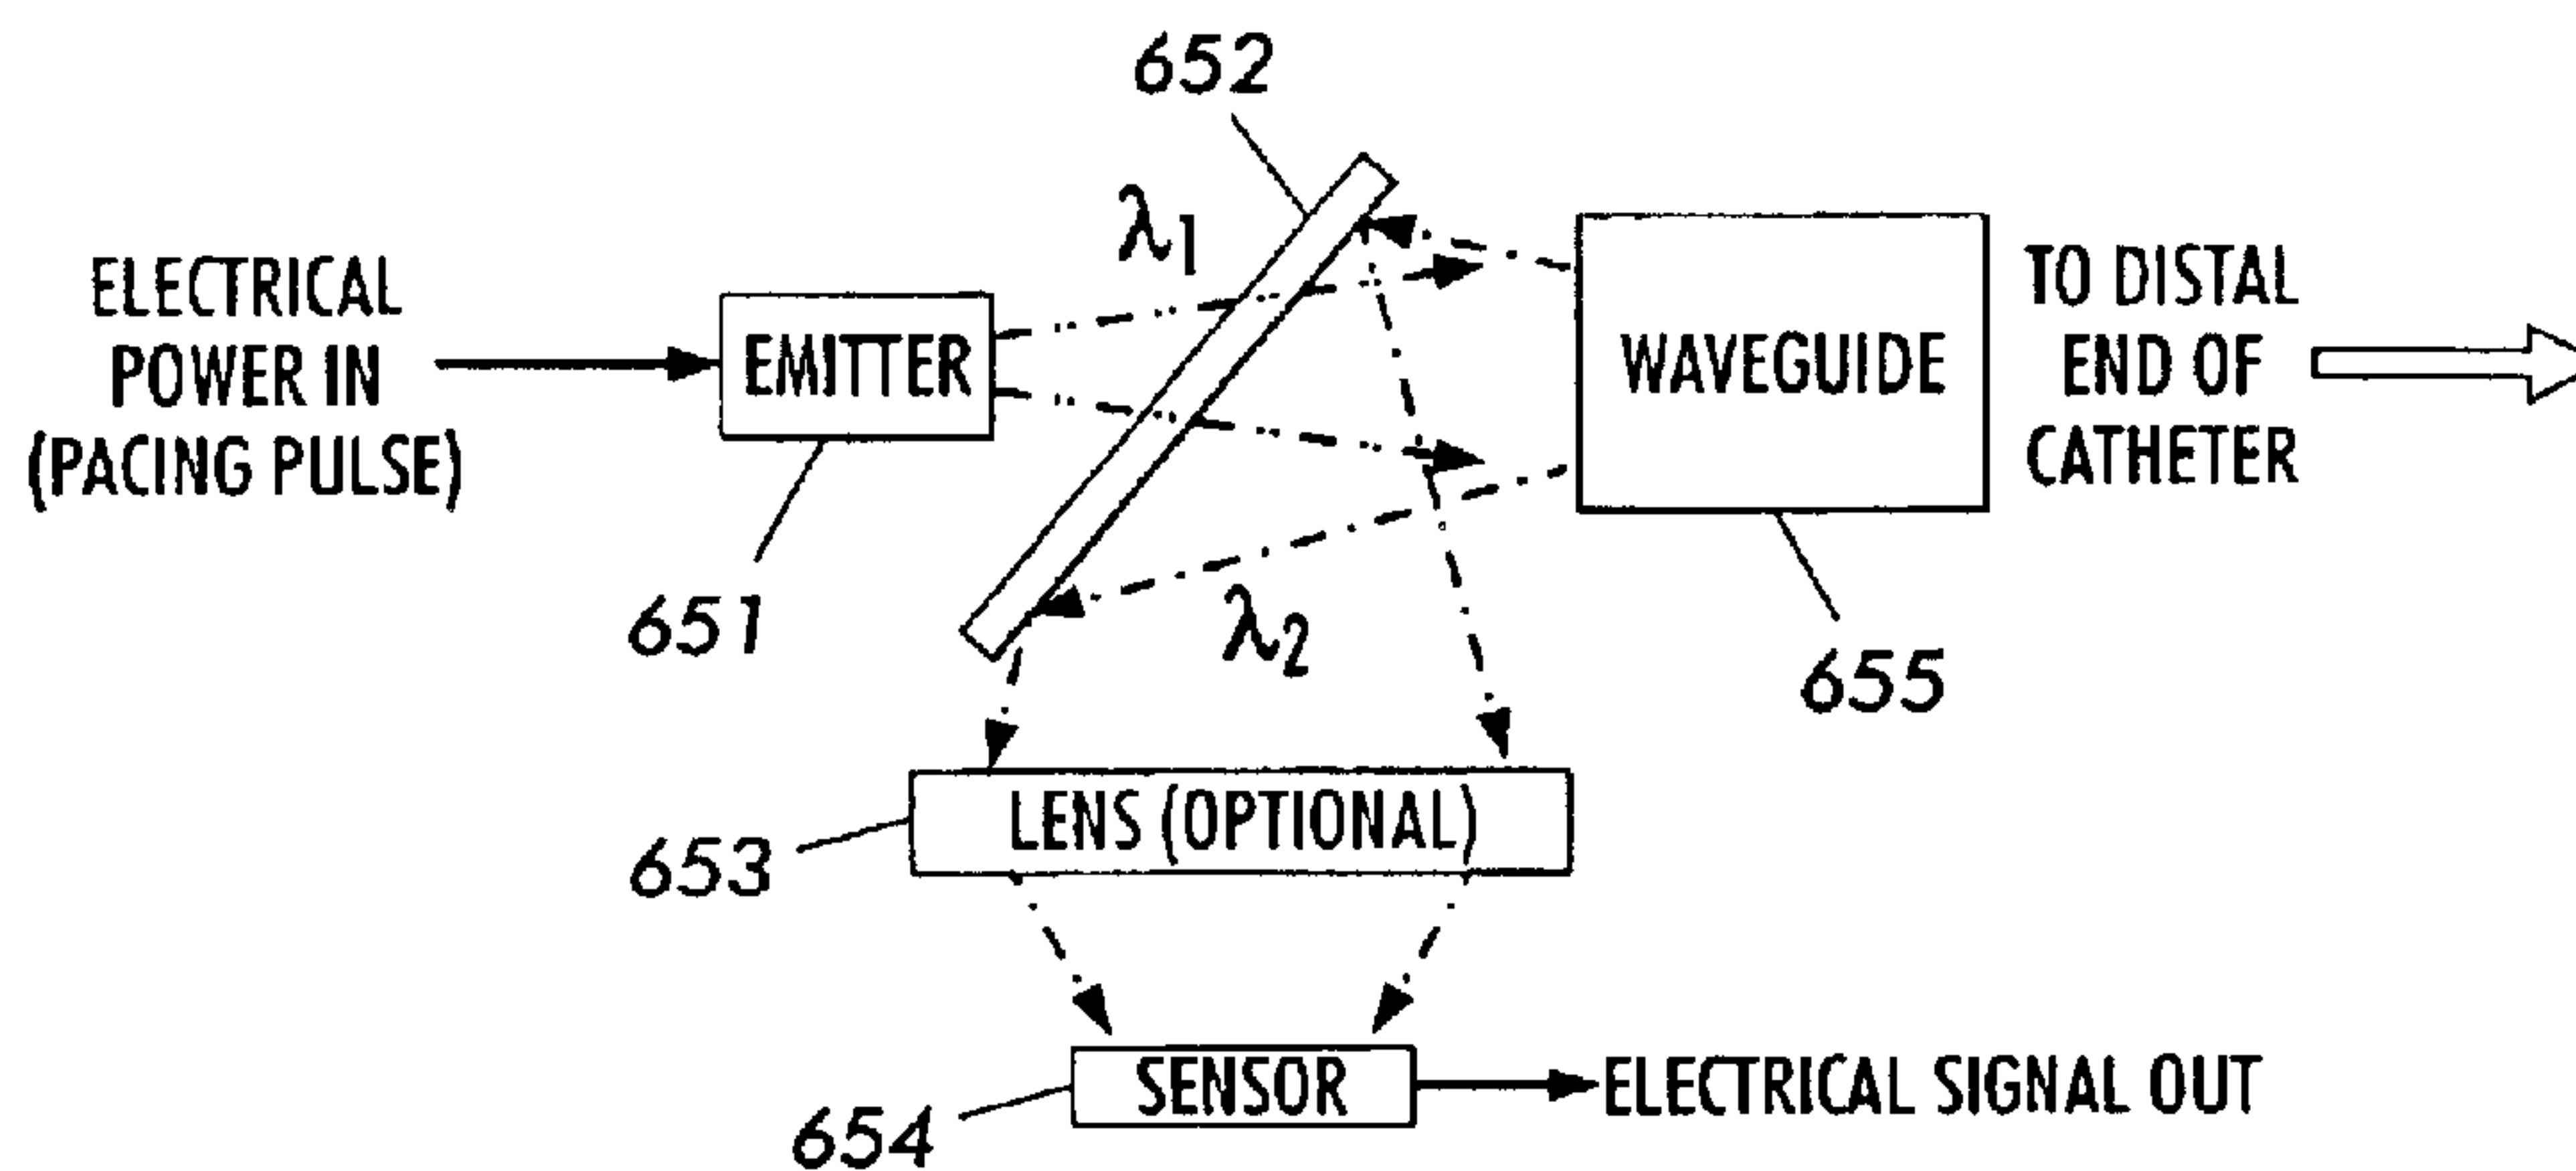 652
λ1
ELECTRICAL
POWER IN
(PACING PULSE)
EMITTER
WAVEGUIDE
TO DISTAL
END OF
CATHETER
651
λ2
655
LENS (OPTIONAL)
653
SENSOR
ELECTRICAL SIGNAL OUT
654